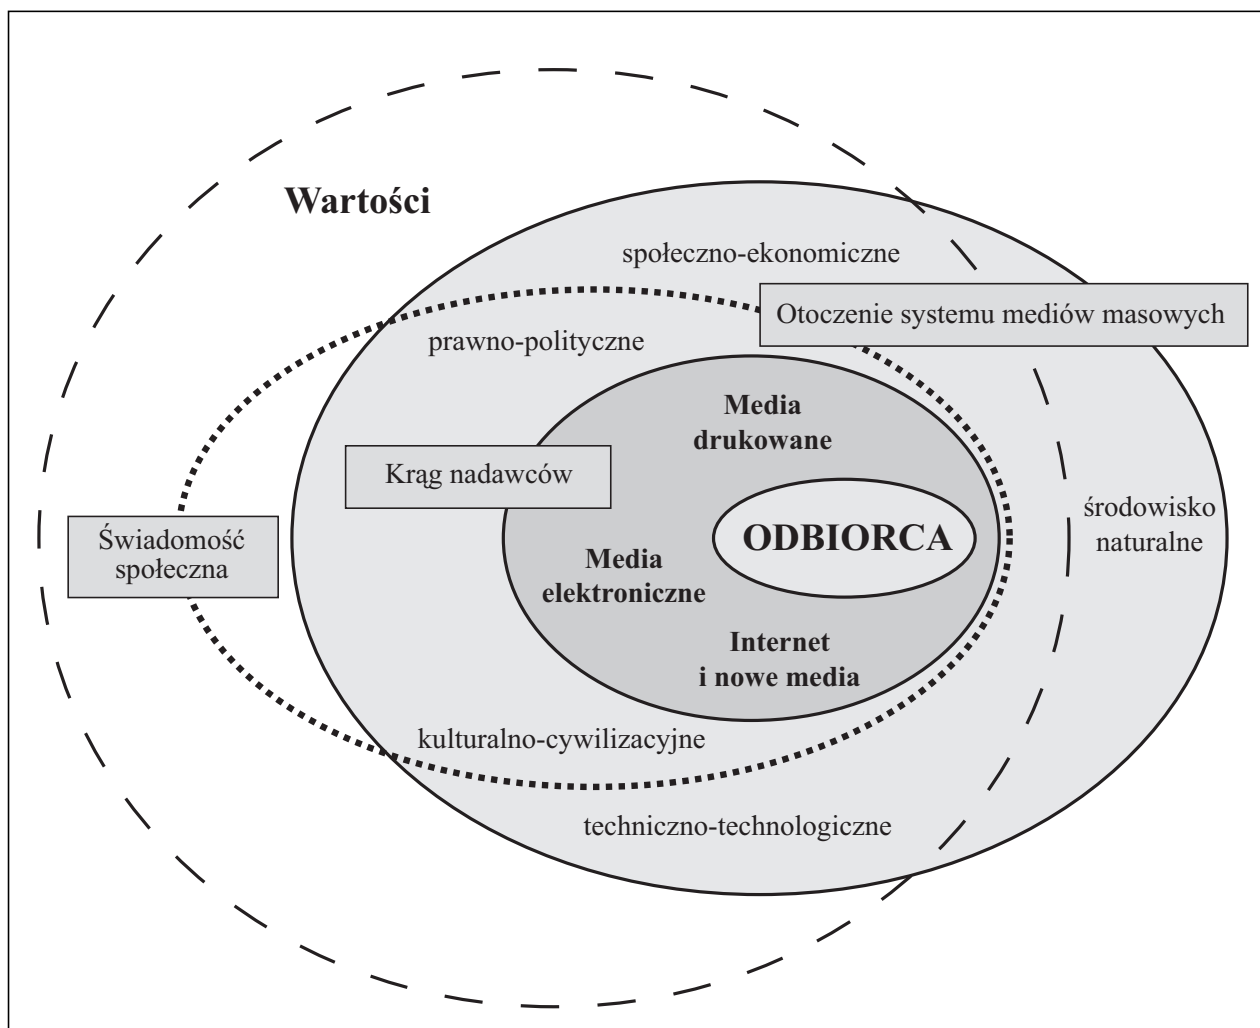 Wartości
społeczno-ekonomiczne
Otoczenie systemu mediów masowych
prawno-polityczne
Media
drukowane
Krąg nadawców
środowisko
naturalne
ODBIORCA
Świadomość
społeczna
Media
elektroniczne
Internet
i nowe media
kulturalno-cywilizacyjne
techniczno-technologiczne